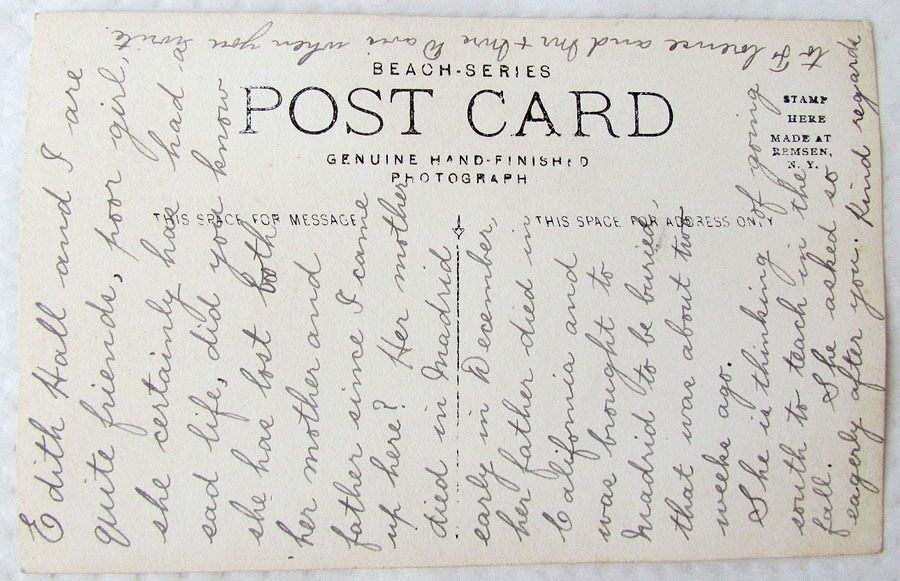 BEACH-SERIES
POST CARD
GENUINE HAND-FINISHED
PHOTOGRAPH
STAMP
HERE
MADE AT
REMSEN,
N. Y.
THIS SPACE FOR MESSAGE
THIS SPACE FOR ADDRESS ONLY
Edith Hall and I are
quite friends, poor girl,
she certainly has had a
sad life, did you know
she has lost both
her mother and
father since I came
up here? Her mother
died in Madrid
early in December,
her father died in
California and
was brought to
Madrid to be buried,
that was about two
weeks ago.
She is thinking of going
south to teach in the
fall. She asked so
eagerly after you. Kind regards
to Florence and Mr & Mrs Davis when you write.